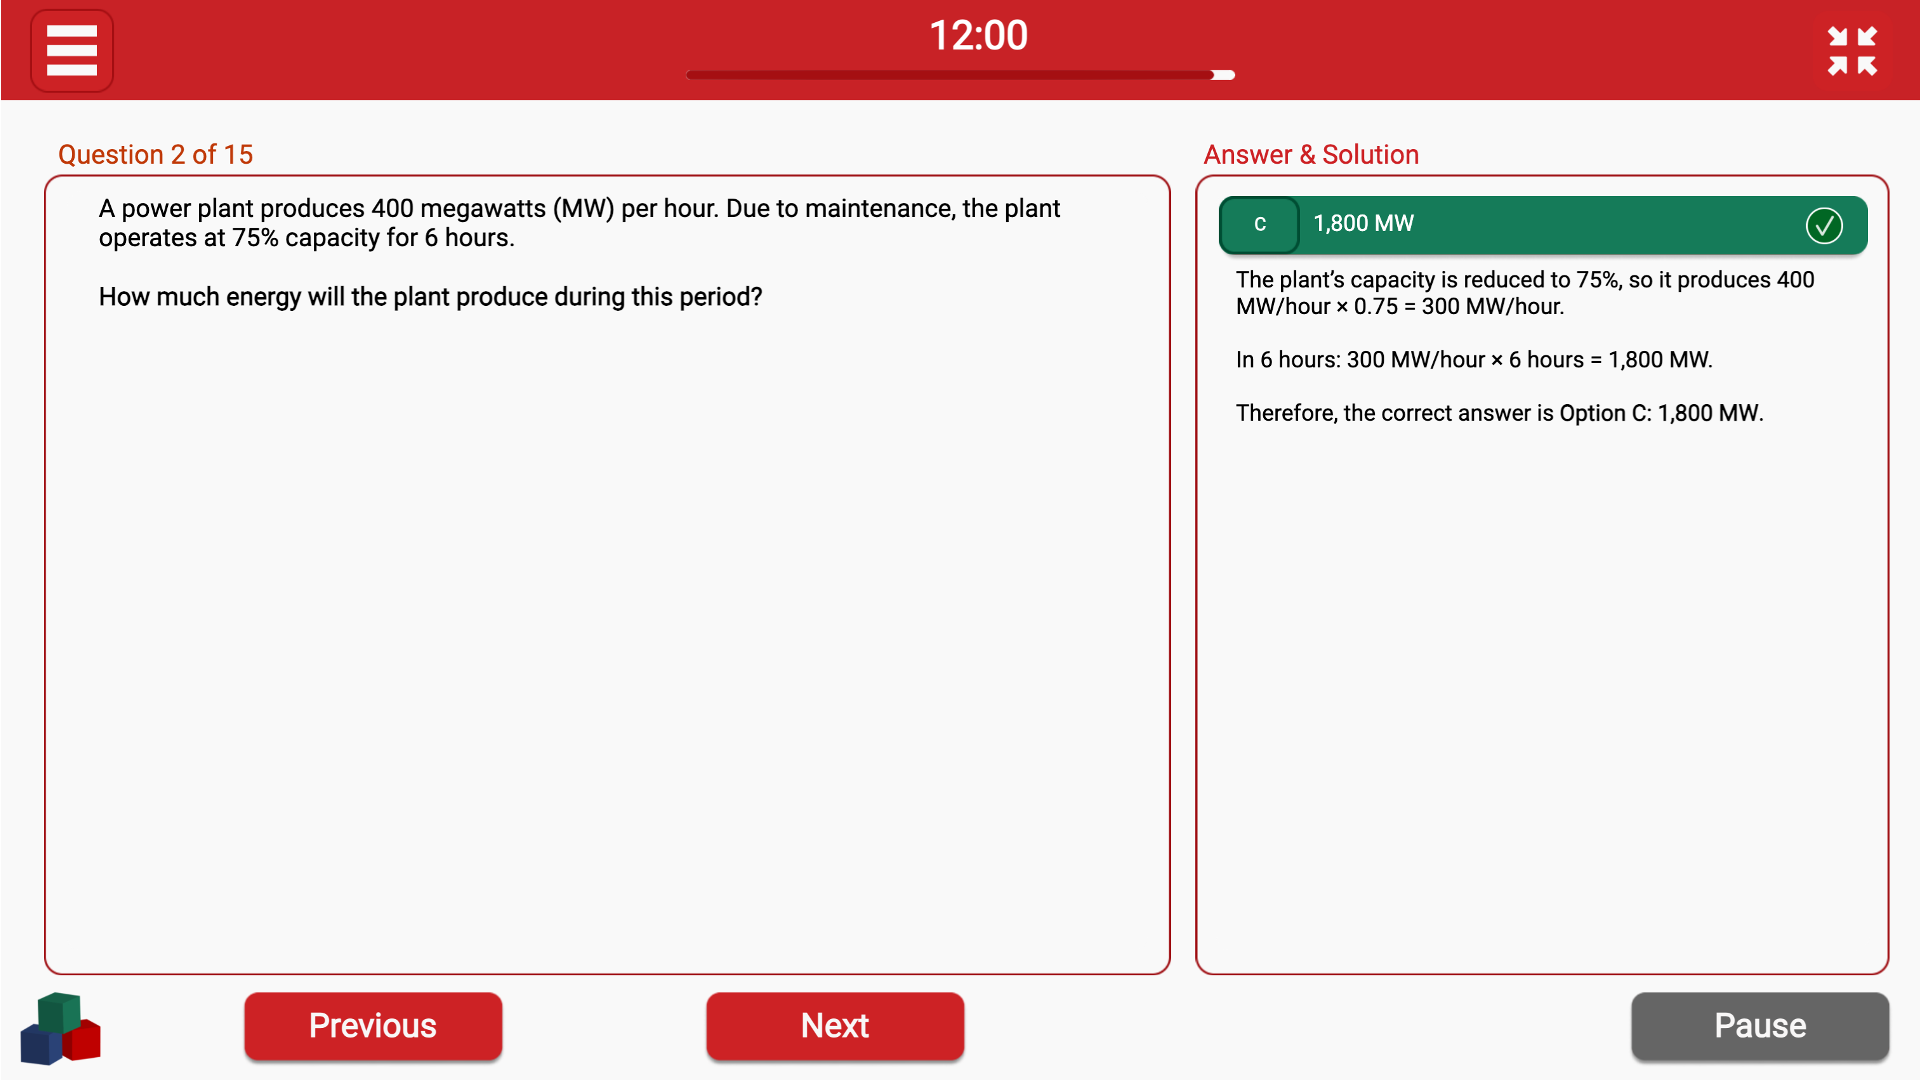 12:00
Question 2 of 15
A power plant produces 400 megawatts (MW) per hour. Due to maintenance, the plant
operates at 75% capacity for 6 hours.
How much energy will the plant produce during this period?
Answer & Solution
C 1,800 MW
The plant’s capacity is reduced to 75%, so it produces 400
MW/hour × 0.75 = 300 MW/hour.
In 6 hours: 300 MW/hour × 6 hours = 1,800 MW.
Therefore, the correct answer is Option C: 1,800 MW.
Previous
Next
Pause